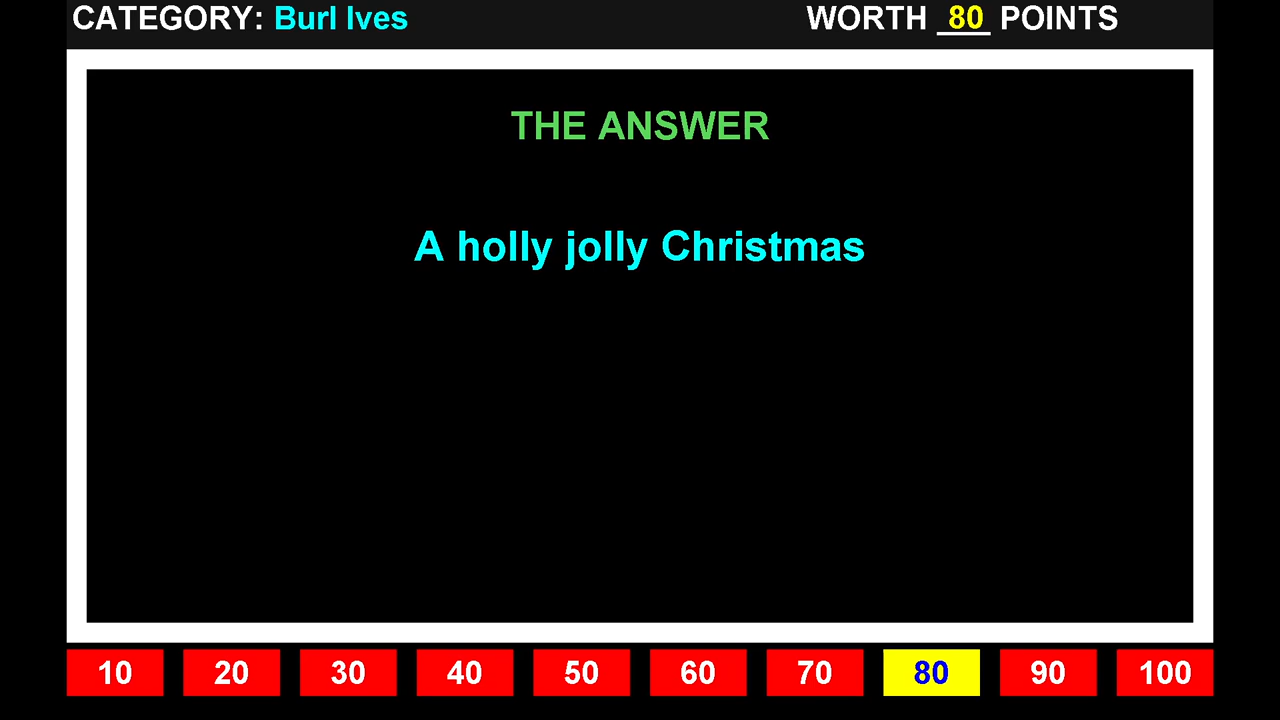 CATEGORY: Burl Ives WORTH 80 POINTS
THE ANSWER
A holly jolly Christmas
10 20 30 40 50 60 70 80 90 100